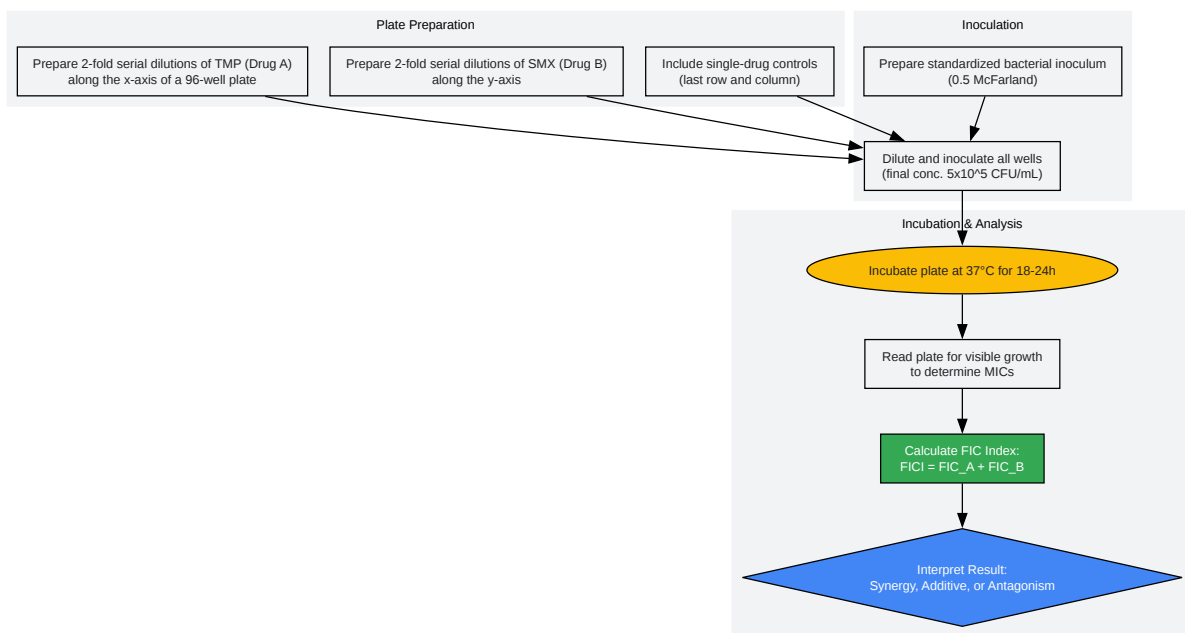 Plate Preparation
Prepare 2-fold serial dilutions of TMP (Drug A)
along the x-axis of a 96-well plate
Prepare 2-fold serial dilutions of SMX (Drug B)
along the y-axis
Include single-drug controls
(last row and column)
Inoculation
Prepare standardized bacterial inoculum
(0.5 McFarland)
Dilute and inoculate all wells
(final conc. 5x10^5 CFU/mL)
Incubation & Analysis
Incubate plate at 37°C for 18-24h
Read plate for visible growth
to determine MICs
Calculate FIC Index:
FICI = FIC_A + FIC_B
Interpret Result:
Synergy, Additive, or Antagonism